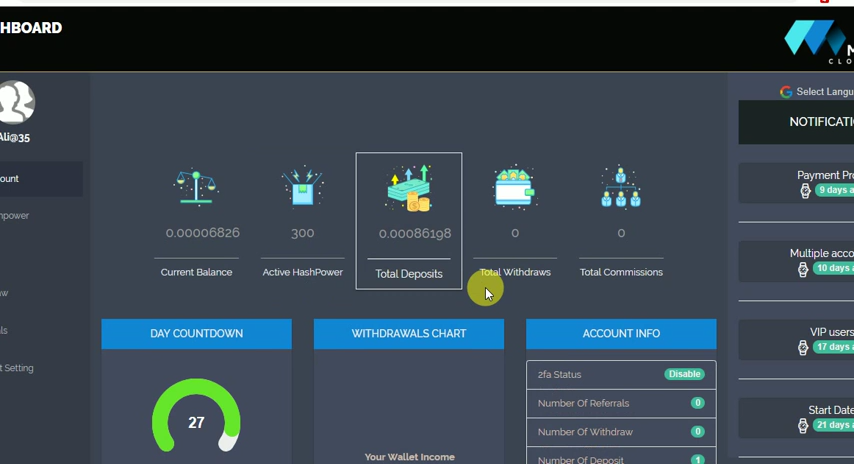 HBOARD
CLO
Ali@35
Select Langu
NOTIFICATI
ount
hpower
w
ls
t Setting
0.00006826
300
0.00086198
0
0
Current Balance
Active HashPower
Total Deposits
Total Withdraws
Total Commissions
Payment Pro
9 days a
Multiple acco
10 days a
VIP users
17 days a
Start Date
21 days a
DAY COUNTDOWN
27
WITHDRAWALS CHART
Your Wallet Income
ACCOUNT INFO
2fa Status Disable
Number Of Referrals 0
Number Of Withdraw 0
Number Of Deposit 1